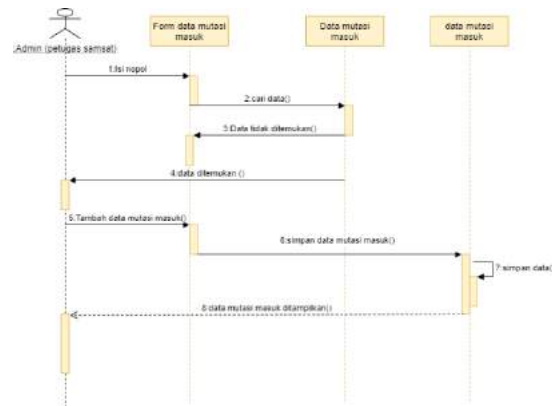 Form data mutasi
masuk
Data mutasi
masuk
data mutasi
masuk
:Admin (petugas samsat)
1:Isi nopol
2:cari data()
3:Data tidak ditemukan()
4:data ditemukan ()
5:Tambah data mutasi masuk()
6:simpan data mutasi masuk()
7:simpan data()
8:data mutasi masuk ditampilkan()